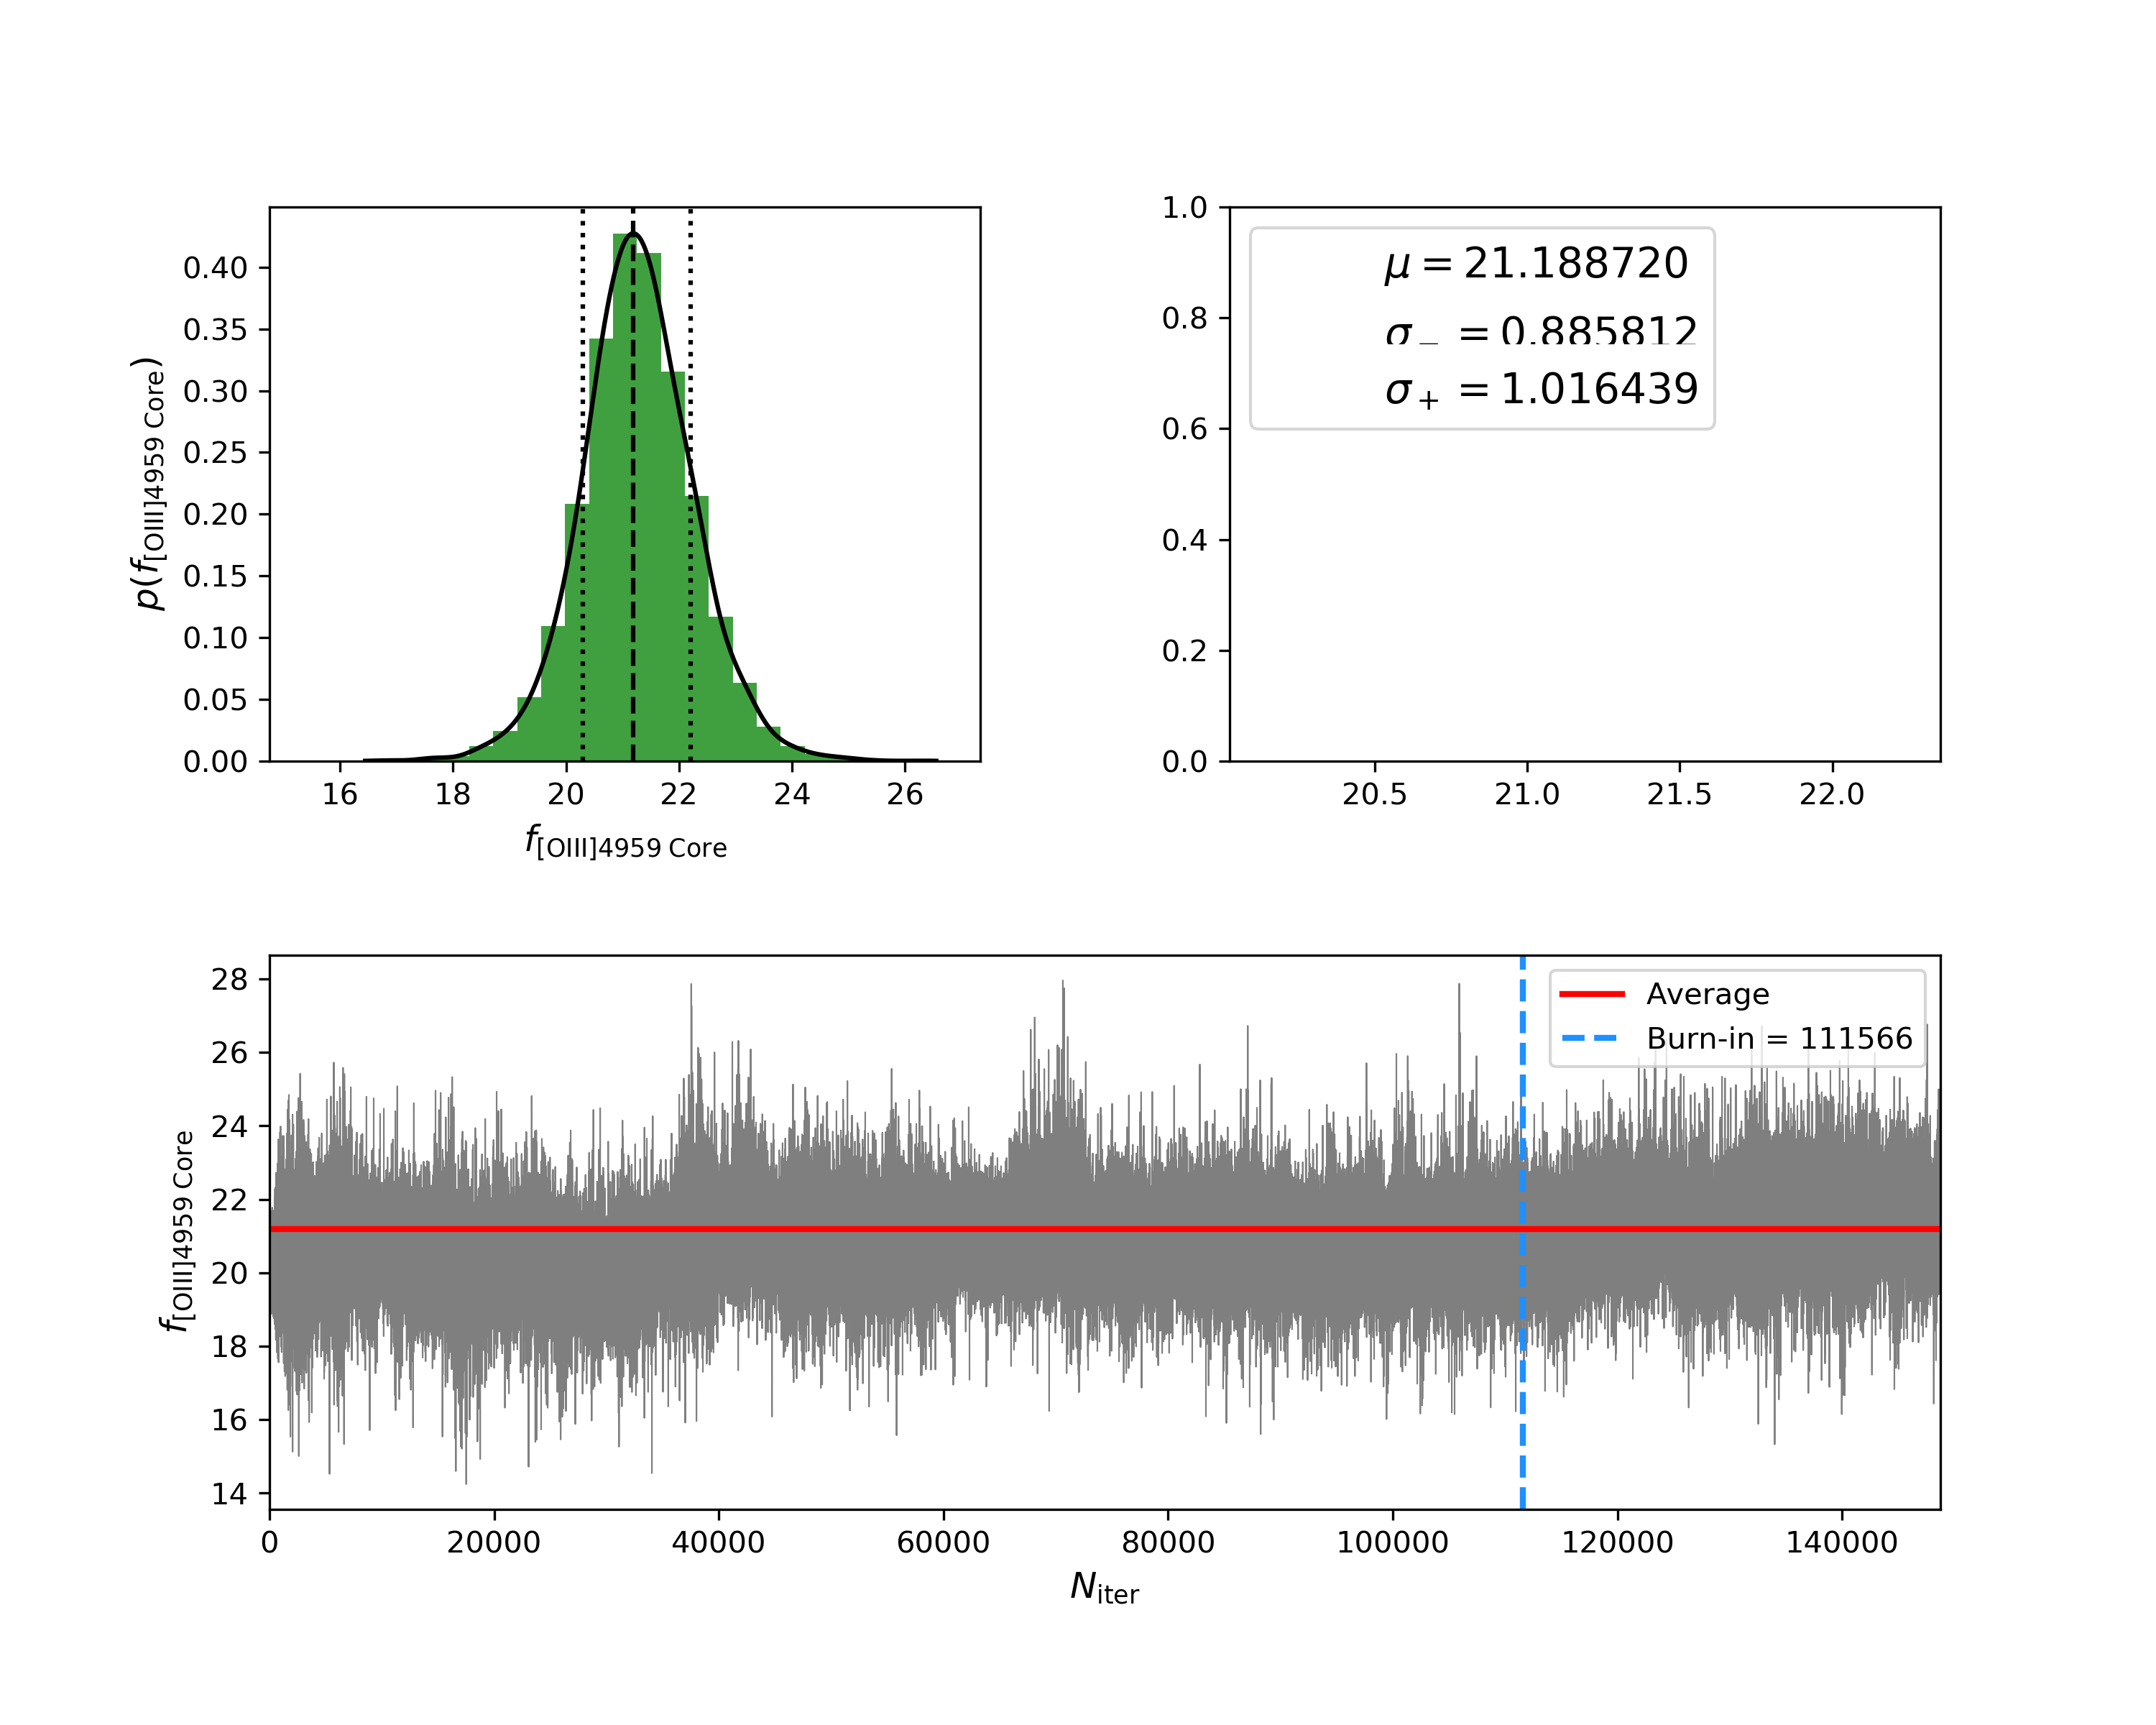 0.40
0.35
0.30
0.25
0.20
0.15
0.10
0.05
0.00
p(f[OIII]4959 Core)
16 18 20 22 24 26
f[OIII]4959 Core
1.0
0.8
0.6
0.4
0.2
0.0
μ = 21.188720
σ− = 0.885812
σ+ = 1.016439
20.5 21.0 21.5 22.0
28
26
24
22
20
18
16
14
f[OIII]4959 Core
Average
Burn-in = 111566
0 20000 40000 60000 80000 100000 120000 140000
Niter